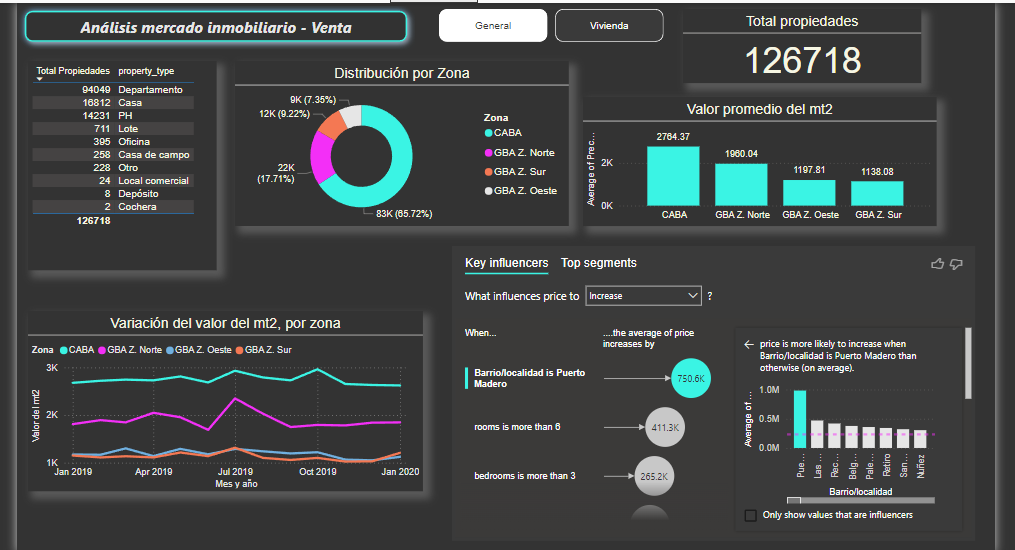 Análisis mercado inmobiliario - Venta
General
Vivienda
Total propiedades
126718
Total Propiedades property_type
94049 Departamento
16812 Casa
14231 PH
711 Lote
395 Oficina
258 Casa de campo
228 Otro
24 Local comercial
8 Depósito
2 Cochera
126718
Distribución por Zona
9K (7.35%)
12K (9.22%)
22K
(17.71%)
83K (65.72%)
Zona
CABA
GBA Z. Norte
GBA Z. Sur
GBA Z. Oeste
Valor promedio del mt2
Average of Prec...
2K
0K
2764.37
1960.04
1197.81
1138.08
CABA
GBA Z. Norte
GBA Z. Oeste
GBA Z. Sur
Variación del valor del mt2, por zona
Zona CABA GBA Z. Norte GBA Z. Oeste GBA Z. Sur
Valor del mt2
3K
2K
1K
Jan 2019 Apr 2019 Jul 2019 Oct 2019 Jan 2020
Mes y año
Key influencers Top segments
What influences price to Increase ?
When...
....the average of price
increases by
Barrio/localidad is Puerto
Madero
750.6K
rooms is more than 6
411.3K
bedrooms is more than 3
265.2K
price is more likely to increase when
Barrio/localidad is Puerto Madero than
otherwise (on average).
Average of ...
1.0M
0.5M
0.0M
Pue...
Las ...
Rec...
Belg...
Pale...
Retiro
San...
Nuñez
Barrio/localidad
Only show values that are influencers